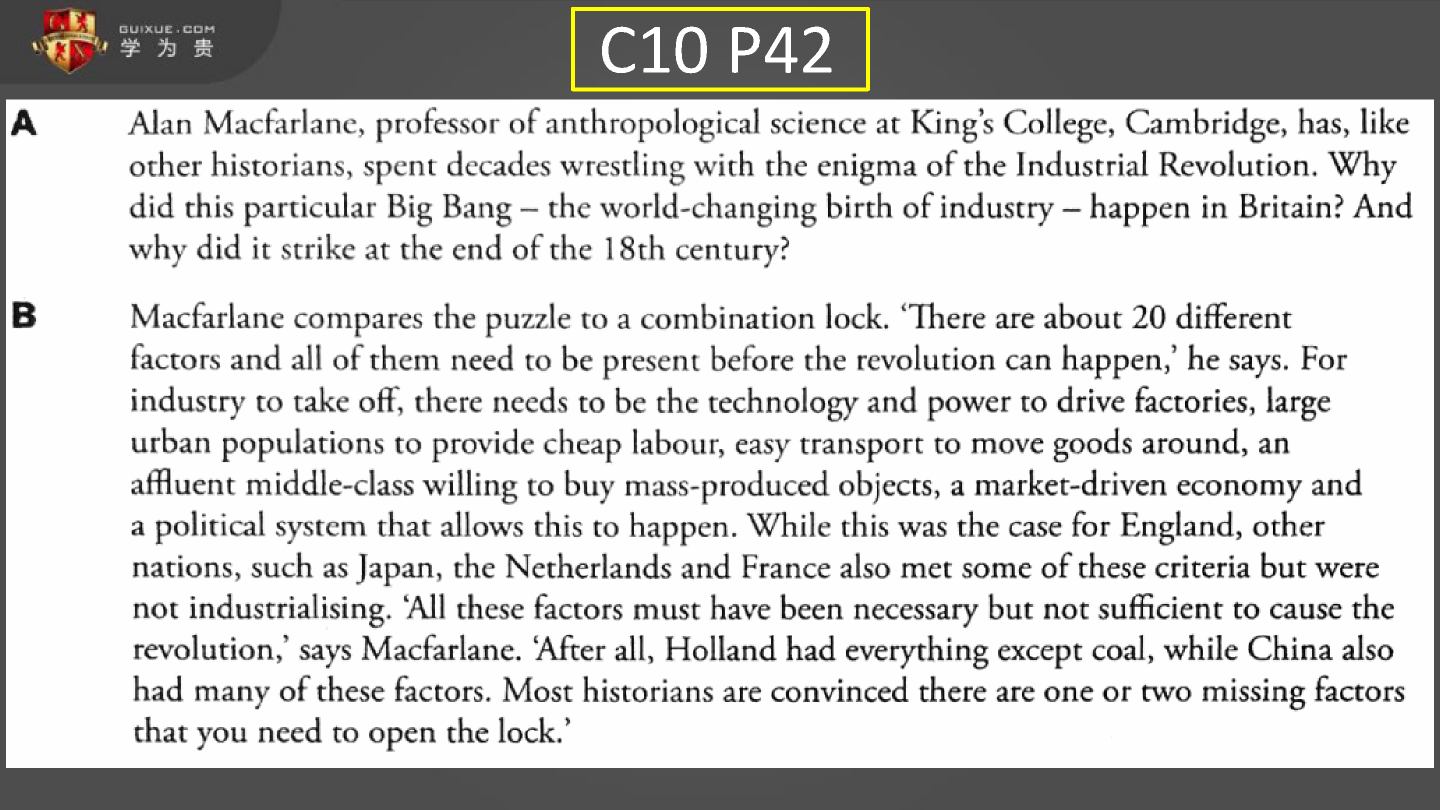 GUIXUE.COM
学为贵
C10 P42
A
Alan Macfarlane, professor of anthropological science at King’s College, Cambridge, has, like
other historians, spent decades wrestling with the enigma of the Industrial Revolution. Why
did this particular Big Bang – the world-changing birth of industry – happen in Britain? And
why did it strike at the end of the 18th century?
B
Macfarlane compares the puzzle to a combination lock. ‘There are about 20 different
factors and all of them need to be present before the revolution can happen,’ he says. For
industry to take off, there needs to be the technology and power to drive factories, large
urban populations to provide cheap labour, easy transport to move goods around, an
affluent middle-class willing to buy mass-produced objects, a market-driven economy and
a political system that allows this to happen. While this was the case for England, other
nations, such as Japan, the Netherlands and France also met some of these criteria but were
not industrialising. ‘All these factors must have been necessary but not sufficient to cause the
revolution,’ says Macfarlane. ‘After all, Holland had everything except coal, while China also
had many of these factors. Most historians are convinced there are one or two missing factors
that you need to open the lock.’